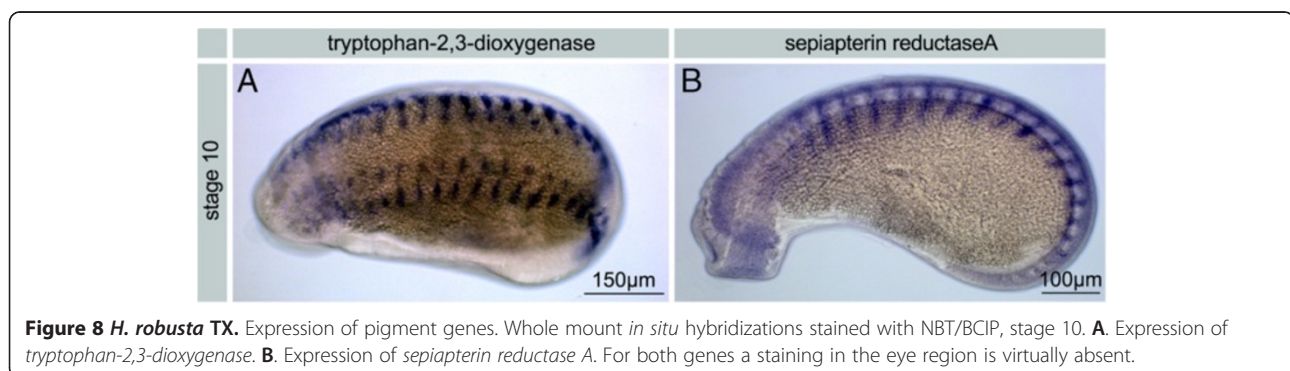 tryptophan-2,3-dioxygenase
sepiapterin reductaseA
stage 10
A
B
150µm
100µm
Figure 8 H. robusta TX. Expression of pigment genes. Whole mount in situ hybridizations stained with NBT/BCIP, stage 10. A. Expression of
tryptophan-2,3-dioxygenase. B. Expression of sepiapterin reductase A. For both genes a staining in the eye region is virtually absent.